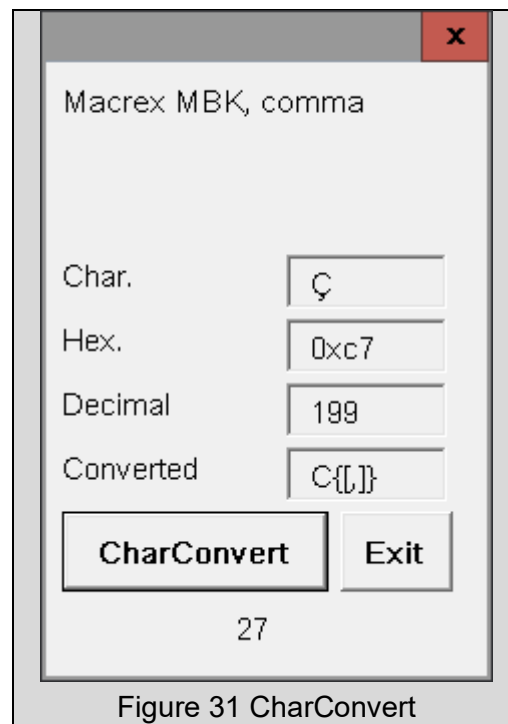 x
Macrex MBK, comma
Char. Ç
Hex. 0xc7
Decimal 199
Converted C{[,]}
CharConvert Exit
27
Figure 31 CharConvert